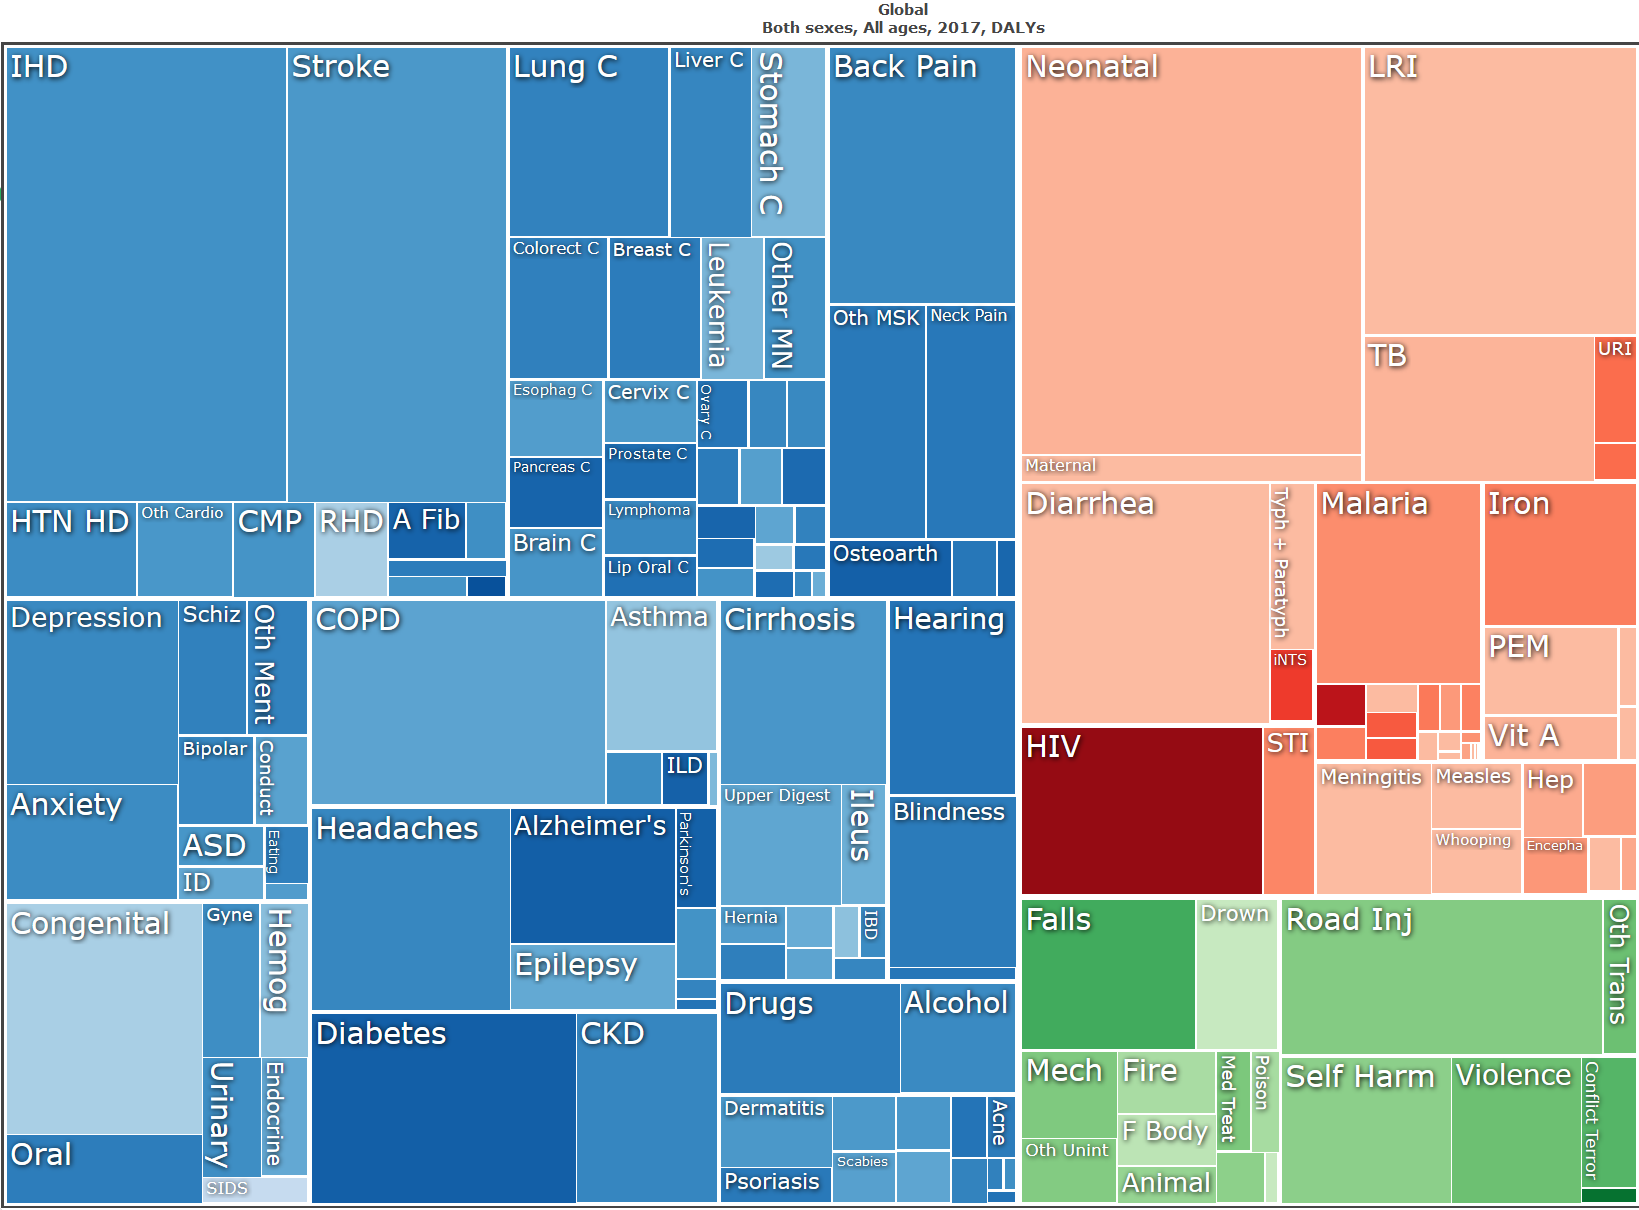 Global
Both sexes, All ages, 2017, DALYs
IHD
Stroke
HTN HD
Oth Cardio
CMP
RHD
A Fib
Lung C
Liver C
Stomach C
Colorect C
Breast C
Leukemia
Other MN
Esophag C
Cervix C
Ovary C
Pancreas C
Prostate C
Lymphoma
Brain C
Lip Oral C
Back Pain
Oth MSK
Neck Pain
Osteoarth
Depression
Schiz
Oth Ment
Anxiety
Bipolar
Conduct
ASD
Eating
ID
COPD
Asthma
ILD
Cirrhosis
Upper Digest
Ileus
Hernia
IBD
Hearing
Blindness
Headaches
Alzheimer's
Parkinson's
Epilepsy
Congenital
Gyne
Hemog
Urinary
Endocrine
Oral
SIDS
Diabetes
CKD
Drugs
Alcohol
Dermatitis
Acne
Scabies
Psoriasis
Neonatal
Maternal
LRI
TB
URI
Diarrhea
Typh + Paratyph
iNTS
Malaria
Iron
PEM
Vit A
HIV
STI
Meningitis
Measles
Whooping
Hep
Encepha
Falls
Drown
Road Inj
Oth Trans
Mech
Fire
Med Treat
Poison
F Body
Oth Unint
Animal
Self Harm
Violence
Conflict Terror